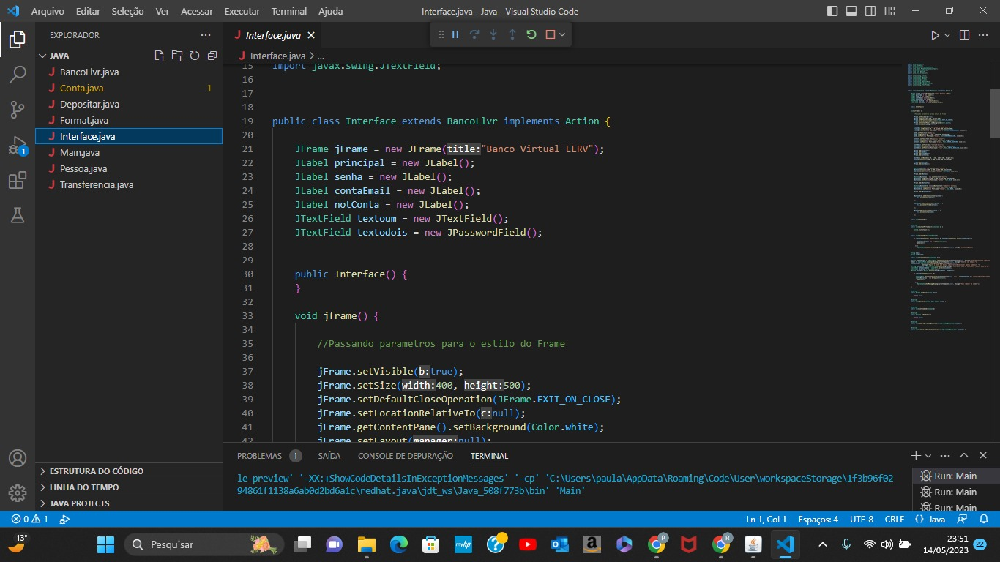 Arquivo Editar Seleção Ver Acessar Executar Terminal Ajuda
Interface.java - Java - Visual Studio Code
EXPLORADOR
JAVA
BancoLlvr.java
Conta.java 1
Depositar.java
Format.java
Interface.java
Main.java
Pessoa.java
Transferencia.java
ESTRUTURA DO CÓDIGO
LINHA DO TEMPO
JAVA PROJECTS
1
Interface.java
Interface.java > ...
15 import javax.swing.JTextField;
16
17
18
19 public class Interface extends BancoLlvr implements Action {
20
21 JFrame jFrame = new JFrame(title:"Banco Virtual LLRV");
22 JLabel principal = new JLabel();
23 JLabel senha = new JLabel();
24 JLabel contaEmail = new JLabel();
25 JLabel notConta = new JLabel();
26 JTextField textoum = new JTextField();
27 JTextField textodois = new JPasswordField();
28
29
30 public Interface() {
31 }
32
33 void jframe() {
34
35 //Passando parametros para o estilo do Frame
36
37 jFrame.setVisible(b:true);
38 jFrame.setSize(width:400, height:500);
39 jFrame.setDefaultCloseOperation(JFrame.EXIT_ON_CLOSE);
40 jFrame.setLocationRelativeTo(c:null);
41 jFrame.getContentPane().setBackground(Color.white);
42 jFrame.setLayout(manager:null);
PROBLEMAS 1 SAÍDA CONSOLE DE DEPURAÇÃO TERMINAL
le-preview' '-XX:+ShowCodeDetailsInExceptionMessages' '-cp' 'C:\Users\paula\AppData\Roaming\Code\User\workspaceStorage\1f3b96f02
94861f1138a6ab0d2bd6a1c\redhat.java\jdt_ws\Java_508f773b\bin' 'Main'
Run: Main
Run: Main
Run: Main
0 1
Ln 1, Col 1 Espaços: 4 UTF-8 CRLF {} Java
13°
Pesquisar
myhp
P
R
23:51
14/05/2023
22